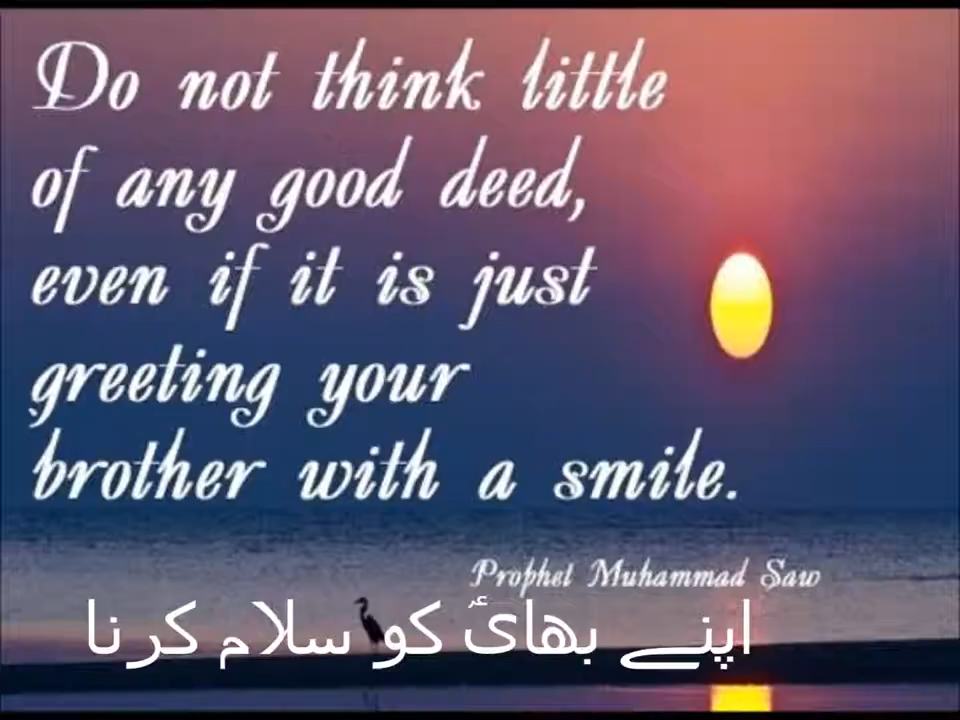 Do not think little
of any good deed,
even if it is just
greeting your
brother with a smile.
Prophet Muhammad Saw
اپنے بھائ کو سلام کرنا